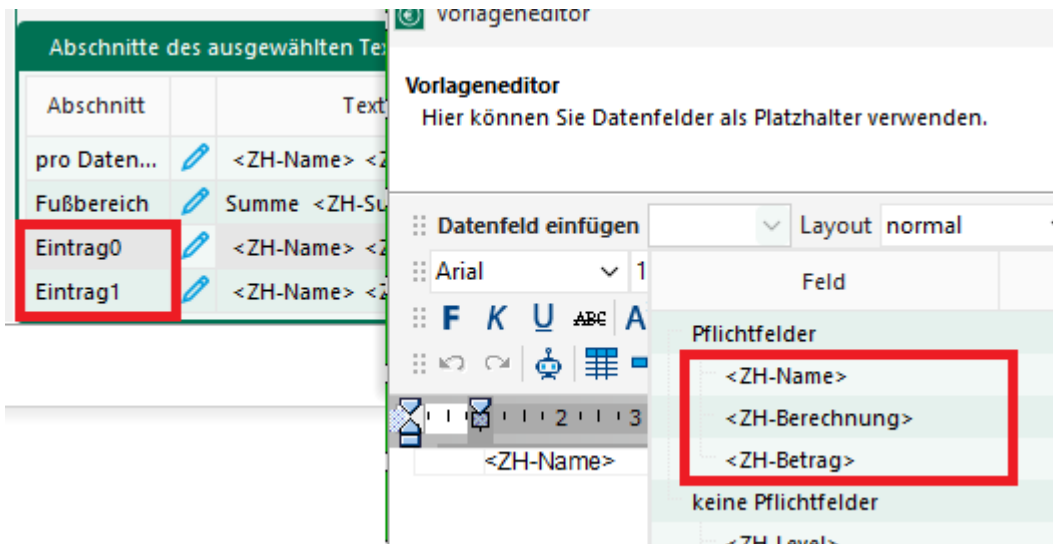 Abschnitte des ausgewählten
Abschnitt
Text
pro Daten...
<ZH-Name>
Fußbereich
Summe <ZH-Su
Eintrag0
<ZH-Name>
Eintrag1
<ZH-Name>
Vorlageneditor
Vorlageneditor
Hier können Sie Datenfelder als Platzhalter verwenden.
Datenfeld einfügen
Layout normal
Arial
1
F K U ABC A
2 3
<ZH-Name>
Feld
Pflichtfelder
<ZH-Name>
<ZH-Berechnung>
<ZH-Betrag>
keine Pflichtfelder
<ZH-Level>